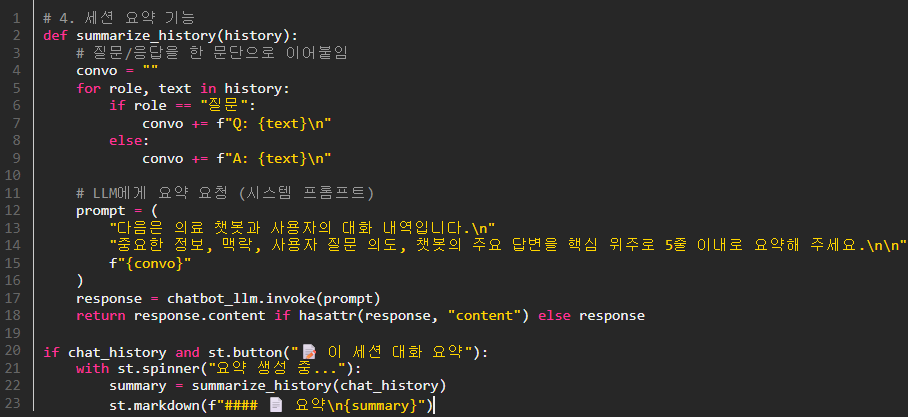 1 # 4. 세션 요약 기능
2 def summarize_history(history):
3     # 질문/응답을 한 문단으로 이어붙임
4     convo = ""
5     for role, text in history:
6         if role == "질문":
7             convo += f"Q: {text}\n"
8         else:
9             convo += f"A: {text}\n"
10
11     # LLM에게 요약 요청 (시스템 프롬프트)
12     prompt = (
13         "다음은 의료 챗봇과 사용자의 대화 내역입니다.\n"
14         "중요한 정보, 맥락, 사용자 질문 의도, 챗봇의 주요 답변을 핵심 위주로 5줄 이내로 요약해 주세요.\n\n"
15         f"{convo}"
16     )
17     response = chatbot_llm.invoke(prompt)
18     return response.content if hasattr(response, "content") else response
19
20 if chat_history and st.button("📝 이 세션 대화 요약"):
21     with st.spinner("요약 생성 중..."):
22         summary = summarize_history(chat_history)
23         st.markdown(f"#### 📄 요약\n{summary}")